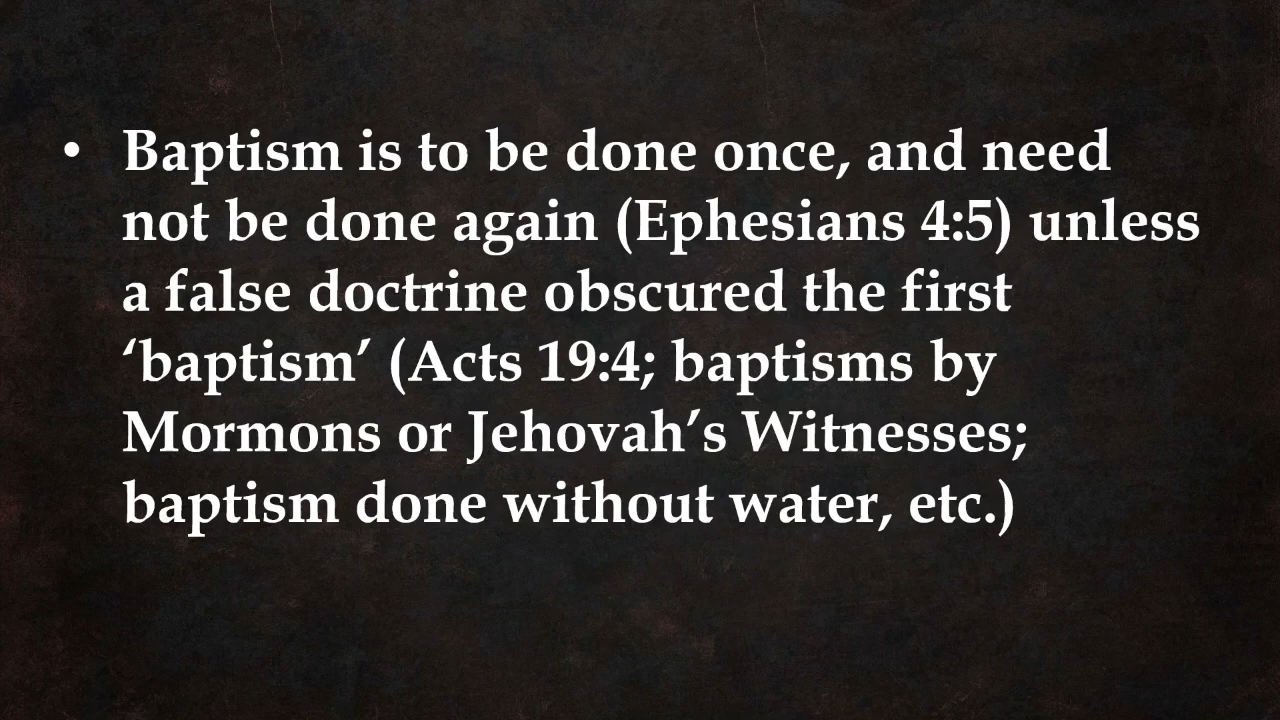 • Baptism is to be done once, and need
not be done again (Ephesians 4:5) unless
a false doctrine obscured the first
‘baptism’ (Acts 19:4; baptisms by
Mormons or Jehovah’s Witnesses;
baptism done without water, etc.)